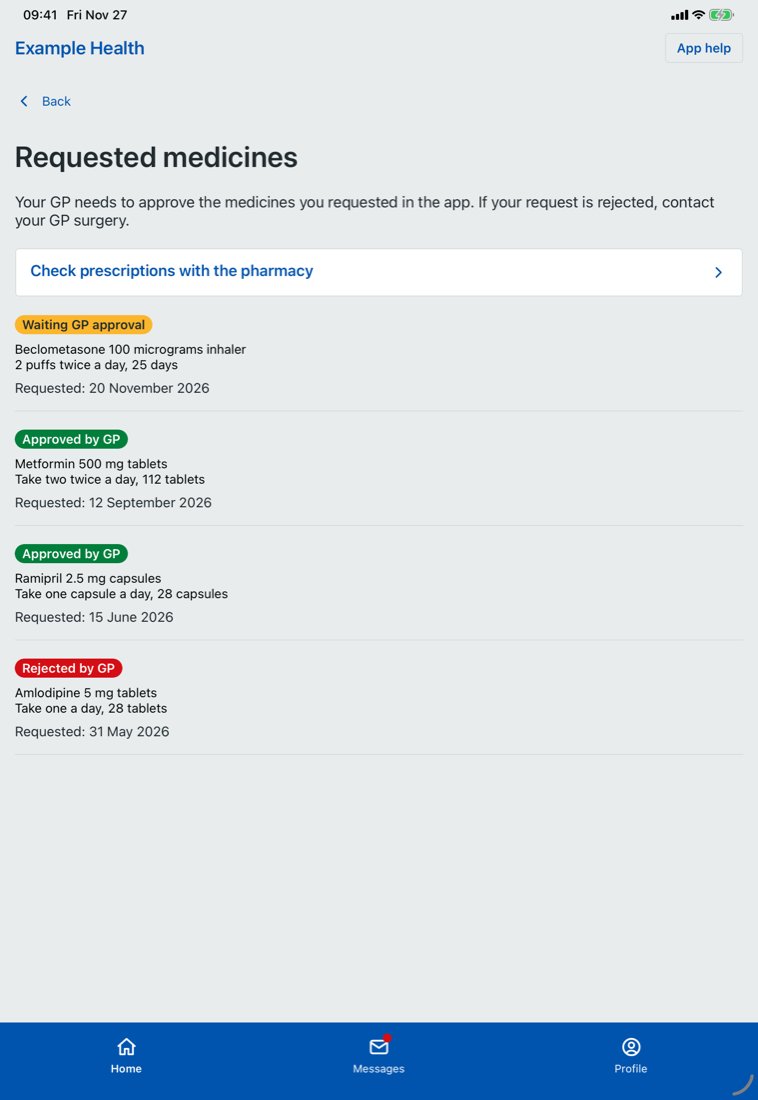 09:41 Fri Nov 27
Example Health
App help
Back
Requested medicines
Your GP needs to approve the medicines you requested in the app. If your request is rejected, contact
your GP surgery.
Check prescriptions with the pharmacy
Waiting GP approval
Beclometasone 100 micrograms inhaler
2 puffs twice a day, 25 days
Requested: 20 November 2026
Approved by GP
Metformin 500 mg tablets
Take two twice a day, 112 tablets
Requested: 12 September 2026
Approved by GP
Ramipril 2.5 mg capsules
Take one capsule a day, 28 capsules
Requested: 15 June 2026
Rejected by GP
Amlodipine 5 mg tablets
Take one a day, 28 tablets
Requested: 31 May 2026
Home
Messages
Profile